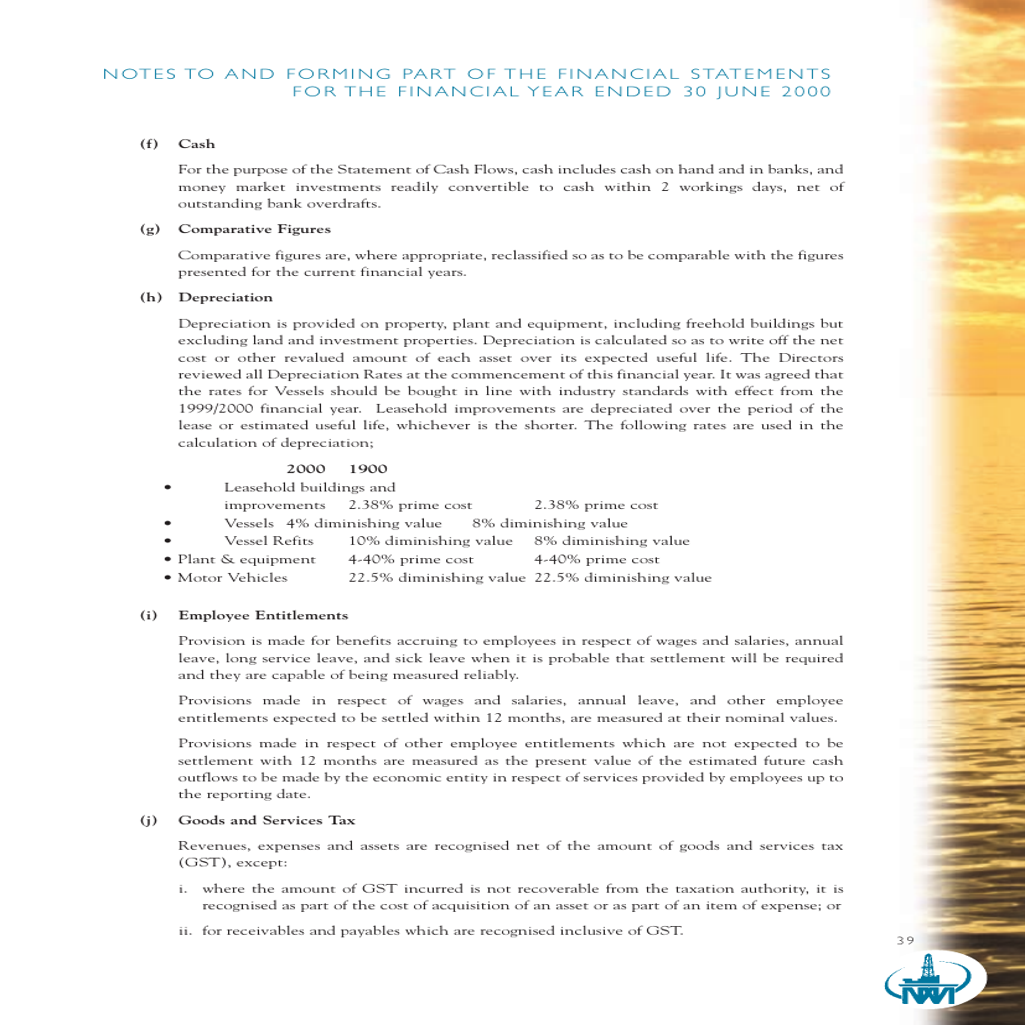 NOTES TO AND FORMING PART OF THE FINANCIAL STATEMENTS
FOR THE FINANCIAL YEAR ENDED 30 JUNE 2000
(f) Cash
For the purpose of the Statement of Cash Flows, cash includes cash on hand and in banks, and
money market investments readily convertible to cash within 2 workings days, net of
outstanding bank overdrafts.
(g) Comparative Figures
Comparative figures are, where appropriate, reclassified so as to be comparable with the figures
presented for the current financial years.
(h) Depreciation
Depreciation is provided on property, plant and equipment, including freehold buildings but
excluding land and investment properties. Depreciation is calculated so as to write off the net
cost or other revalued amount of each asset over its expected useful life. The Directors
reviewed all Depreciation Rates at the commencement of this financial year. It was agreed that
the rates for Vessels should be bought in line with industry standards with effect from the
1999/2000 financial year. Leasehold improvements are depreciated over the period of the
lease or estimated useful life, whichever is the shorter. The following rates are used in the
calculation of depreciation;
2000 1900
• Leasehold buildings and
improvements 2.38% prime cost 2.38% prime cost
• Vessels 4% diminishing value 8% diminishing value
• Vessel Refits 10% diminishing value 8% diminishing value
• Plant & equipment 4-40% prime cost 4-40% prime cost
• Motor Vehicles 22.5% diminishing value 22.5% diminishing value
(i) Employee Entitlements
Provision is made for benefits accruing to employees in respect of wages and salaries, annual
leave, long service leave, and sick leave when it is probable that settlement will be required
and they are capable of being measured reliably.
Provisions made in respect of wages and salaries, annual leave, and other employee
entitlements expected to be settled within 12 months, are measured at their nominal values.
Provisions made in respect of other employee entitlements which are not expected to be
settlement with 12 months are measured as the present value of the estimated future cash
outflows to be made by the economic entity in respect of services provided by employees up to
the reporting date.
(j) Goods and Services Tax
Revenues, expenses and assets are recognised net of the amount of goods and services tax
(GST), except:
i. where the amount of GST incurred is not recoverable from the taxation authority, it is
recognised as part of the cost of acquisition of an asset or as part of an item of expense; or
ii. for receivables and payables which are recognised inclusive of GST.
39